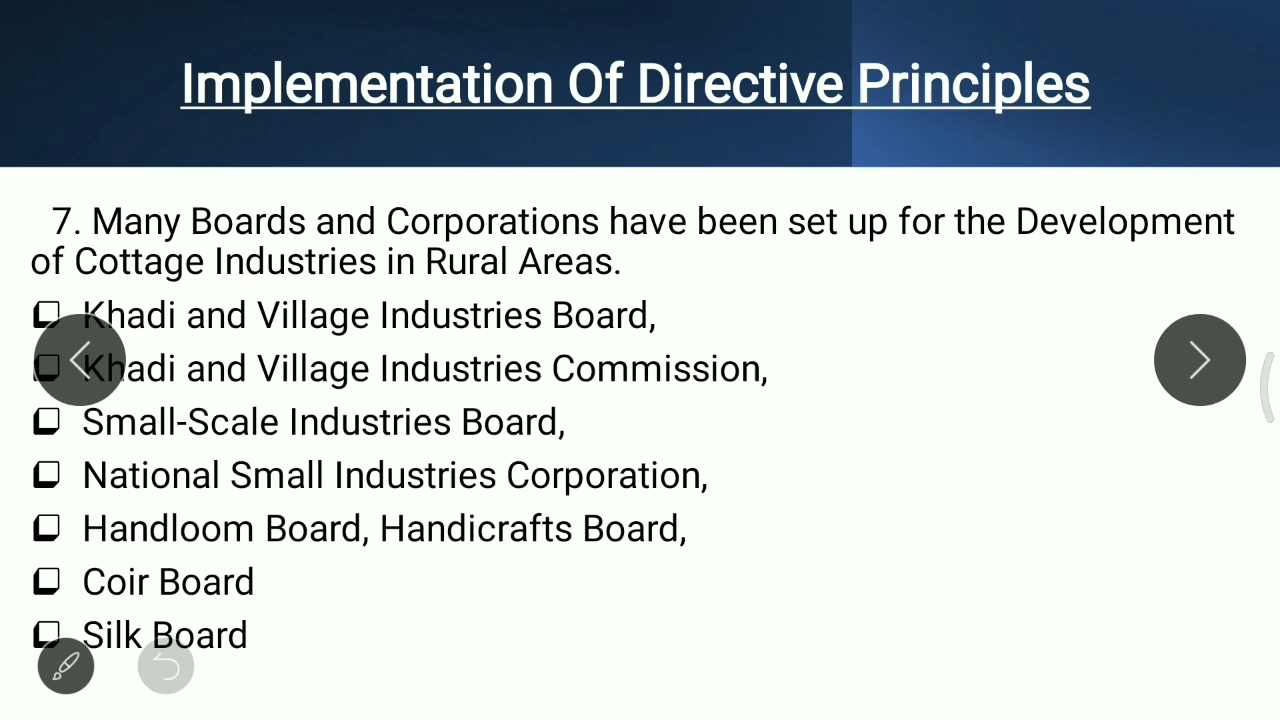 Implementation Of Directive Principles
7. Many Boards and Corporations have been set up for the Development
of Cottage Industries in Rural Areas.
Khadi and Village Industries Board,
Khadi and Village Industries Commission,
Small-Scale Industries Board,
National Small Industries Corporation,
Handloom Board, Handicrafts Board,
Coir Board
Silk Board